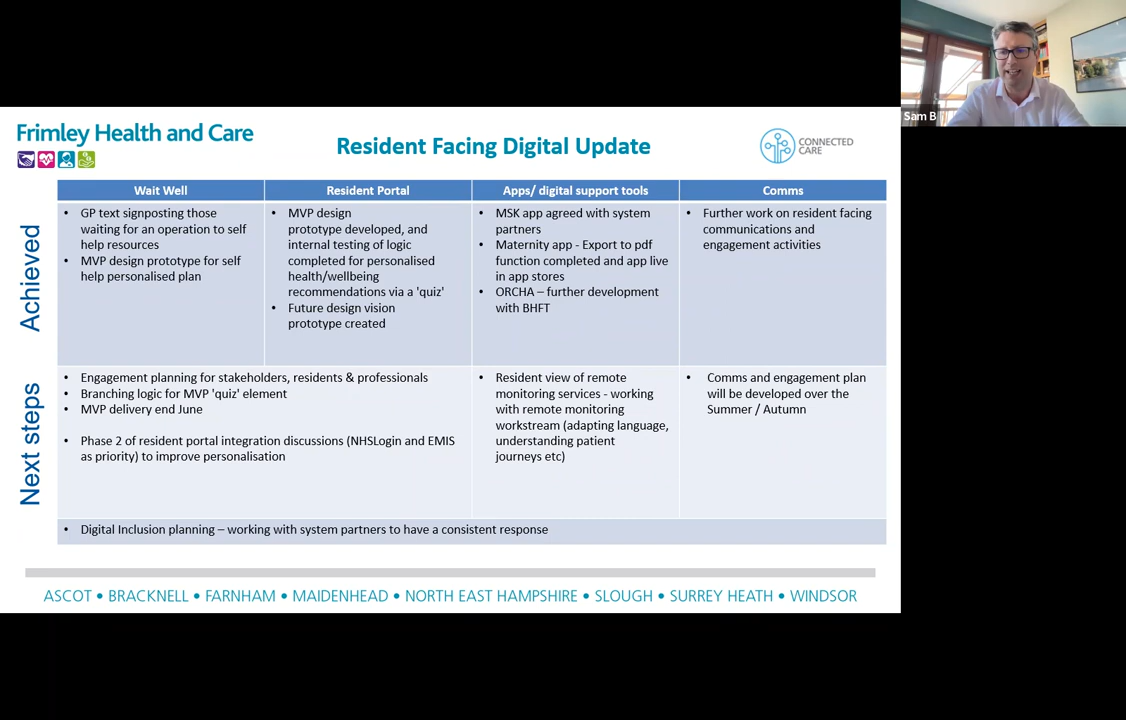 Sam B
Frimley Health and Care
Resident Facing Digital Update
CONNECTED
CARE
Wait Well
Resident Portal
Apps/ digital support tools
Comms
Achieved
• GP text signposting those
waiting for an operation to self
help resources
• MVP design prototype for self
help personalised plan
• MVP design
prototype developed, and
internal testing of logic
completed for personalised
health/wellbeing
recommendations via a 'quiz'
• Future design vision
prototype created
• MSK app agreed with system
partners
• Maternity app - Export to pdf
function completed and app live
in app stores
• ORCHA – further development
with BHFT
• Further work on resident facing
communications and
engagement activities
Next steps
• Engagement planning for stakeholders, residents & professionals
• Branching logic for MVP 'quiz' element
• MVP delivery end June
• Phase 2 of resident portal integration discussions (NHSLogin and EMIS
as priority) to improve personalisation
• Resident view of remote
monitoring services - working
with remote monitoring
workstream (adapting language,
understanding patient
journeys etc)
• Comms and engagement plan
will be developed over the
Summer / Autumn
• Digital Inclusion planning – working with system partners to have a consistent response
ASCOT • BRACKNELL • FARNHAM • MAIDENHEAD • NORTH EAST HAMPSHIRE • SLOUGH • SURREY HEATH • WINDSOR